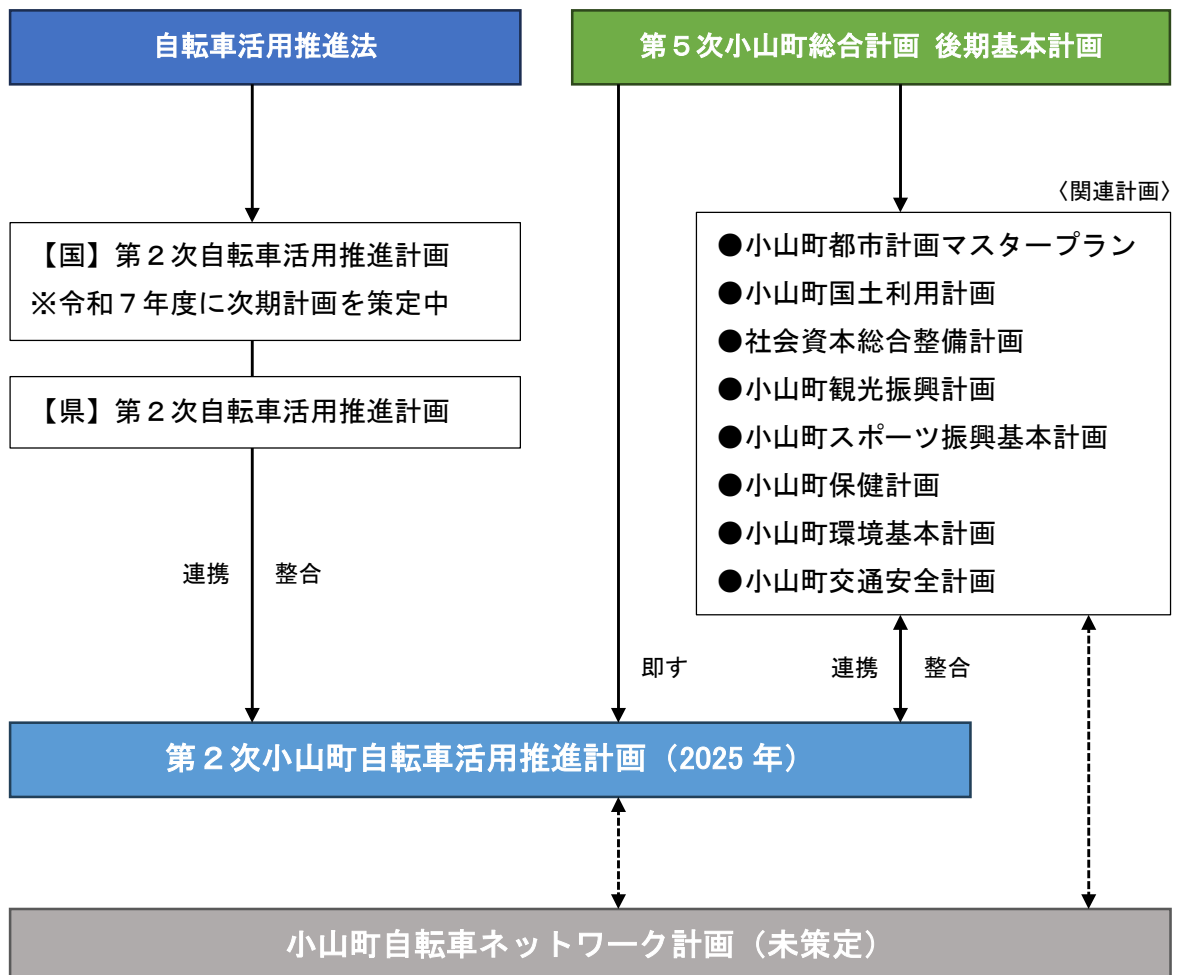 自転車活用推進法
第５次小山町総合計画 後期基本計画
〈関連計画〉
【国】第２次自転車活用推進計画
※令和７年度に次期計画を策定中
【県】第２次自転車活用推進計画
●小山町都市計画マスタープラン
●小山町国土利用計画
●社会資本総合整備計画
●小山町観光振興計画
●小山町スポーツ振興基本計画
●小山町保健計画
●小山町環境基本計画
●小山町交通安全計画
連携 整合
即す
連携 整合
第２次小山町自転車活用推進計画（2025 年）
小山町自転車ネットワーク計画（未策定）